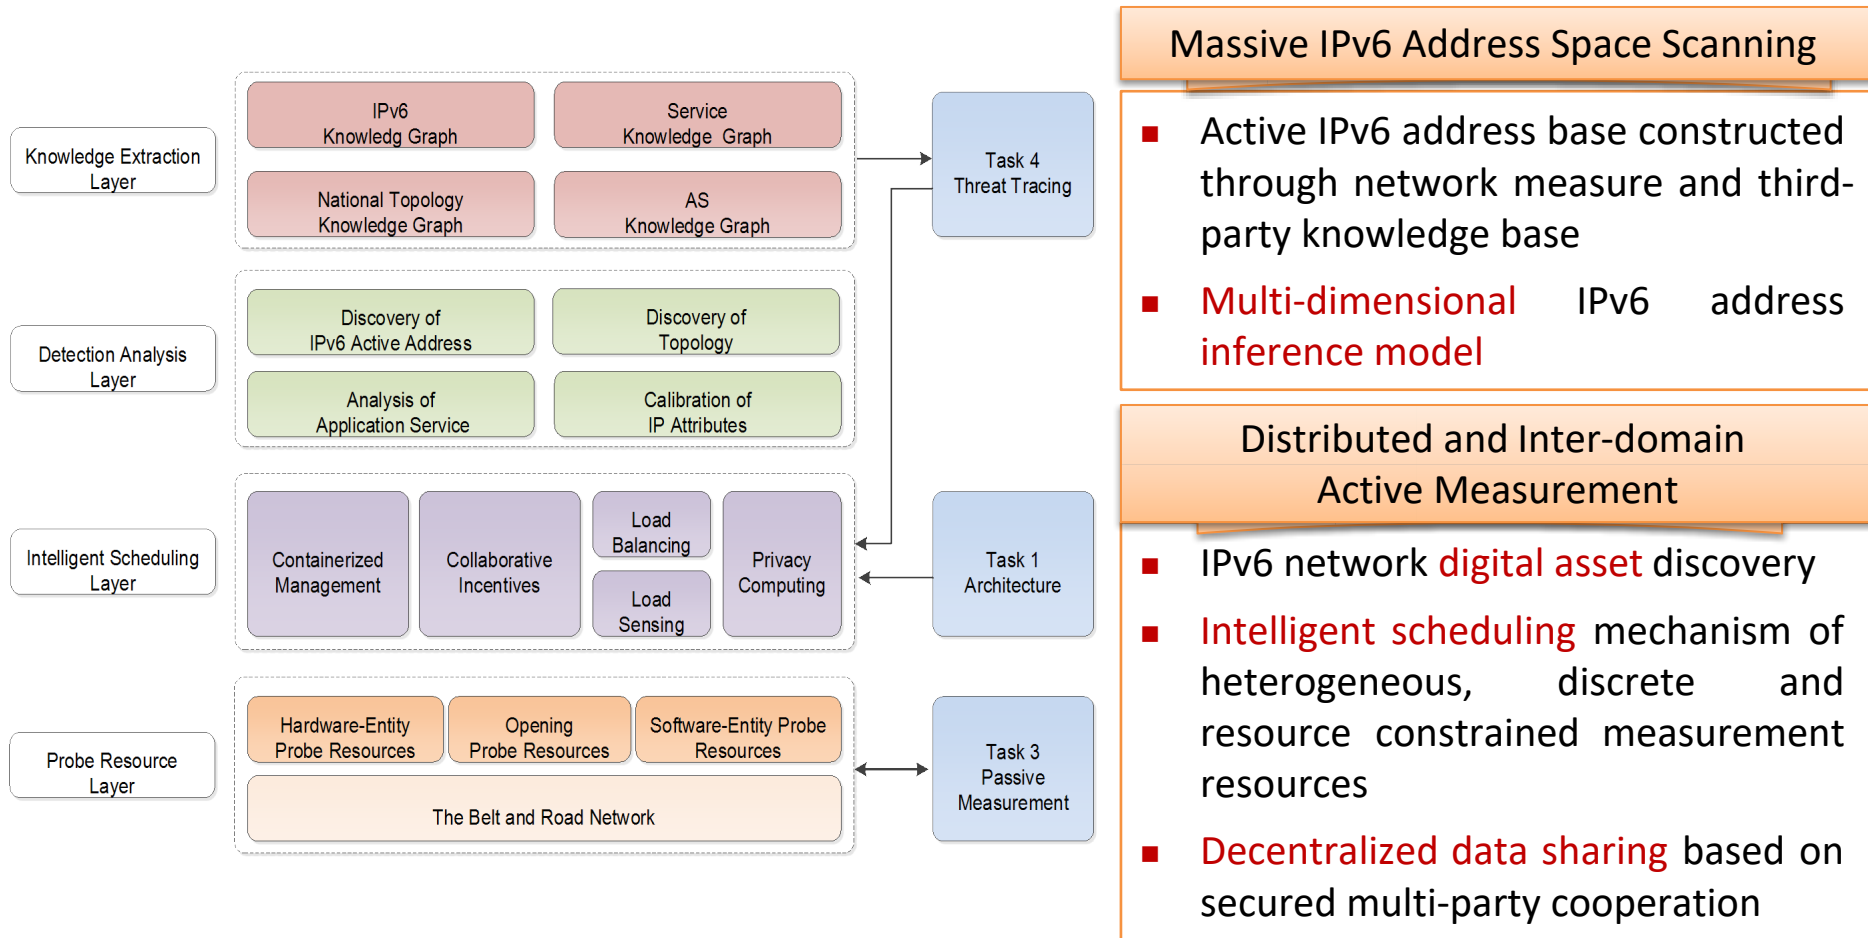 Knowledge Extraction
Layer
IPv6
Knowledg Graph
Service
Knowledge Graph
National Topology
Knowledge Graph
AS
Knowledge Graph
Task 4
Threat Tracing
Detection Analysis
Layer
Discovery of
IPv6 Active Address
Discovery of
Topology
Analysis of
Application Service
Calibration of
IP Attributes
Intelligent Scheduling
Layer
Containerized
Management
Collaborative
Incentives
Load
Balancing
Load
Sensing
Privacy
Computing
Task 1
Architecture
Probe Resource
Layer
Hardware-Entity
Probe Resources
Opening
Probe Resources
Software-Entity Probe
Resources
The Belt and Road Network
Task 3
Passive
Measurement
Massive IPv6 Address Space Scanning
Active IPv6 address base constructed
through network measure and third-
party knowledge base
Multi-dimensional IPv6 address
inference model
Distributed and Inter-domain
Active Measurement
IPv6 network digital asset discovery
Intelligent scheduling mechanism of
heterogeneous, discrete and
resource constrained measurement
resources
Decentralized data sharing based on
secured multi-party cooperation